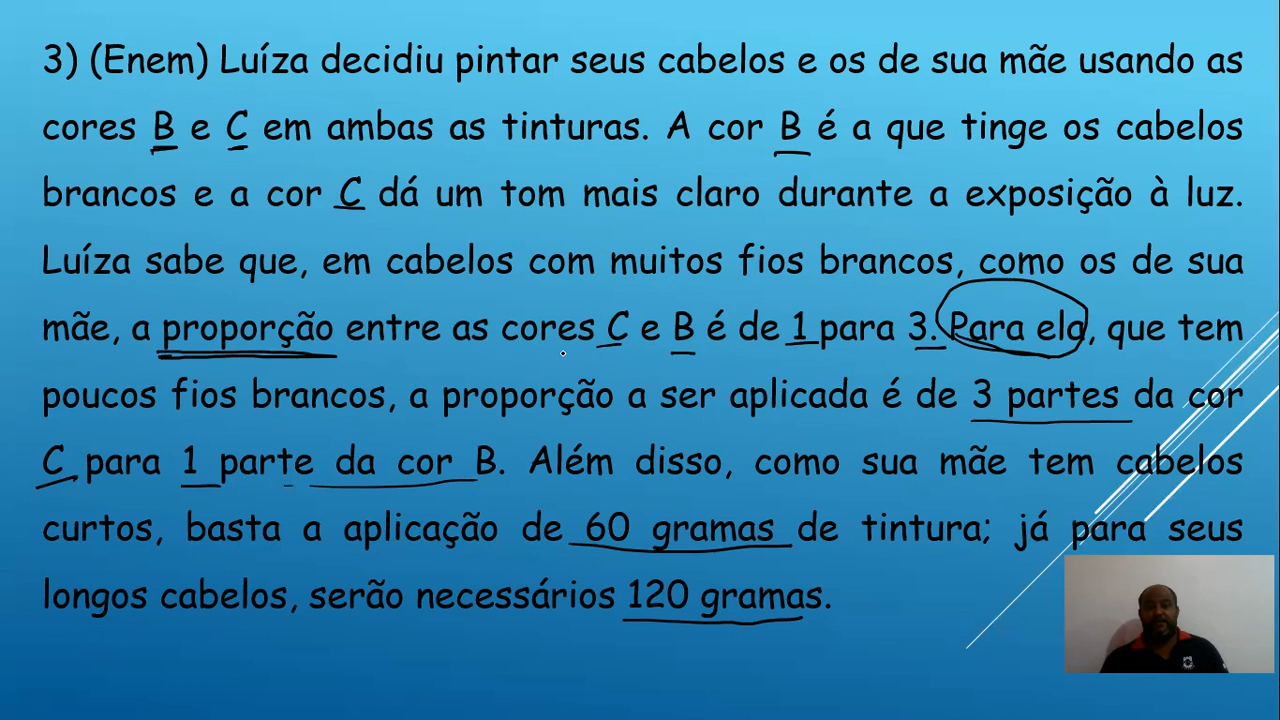 3) (Enem) Luíza decidiu pintar seus cabelos e os de sua mãe usando as
cores B e C em ambas as tinturas. A cor B é a que tinge os cabelos
brancos e a cor C dá um tom mais claro durante a exposição à luz.
Luíza sabe que, em cabelos com muitos fios brancos, como os de sua
mãe, a proporção entre as cores C e B é de 1 para 3. Para ela, que tem
poucos fios brancos, a proporção a ser aplicada é de 3 partes da cor
C para 1 parte da cor B. Além disso, como sua mãe tem cabelos
curtos, basta a aplicação de 60 gramas de tintura; já para seus
longos cabelos, serão necessários 120 gramas.